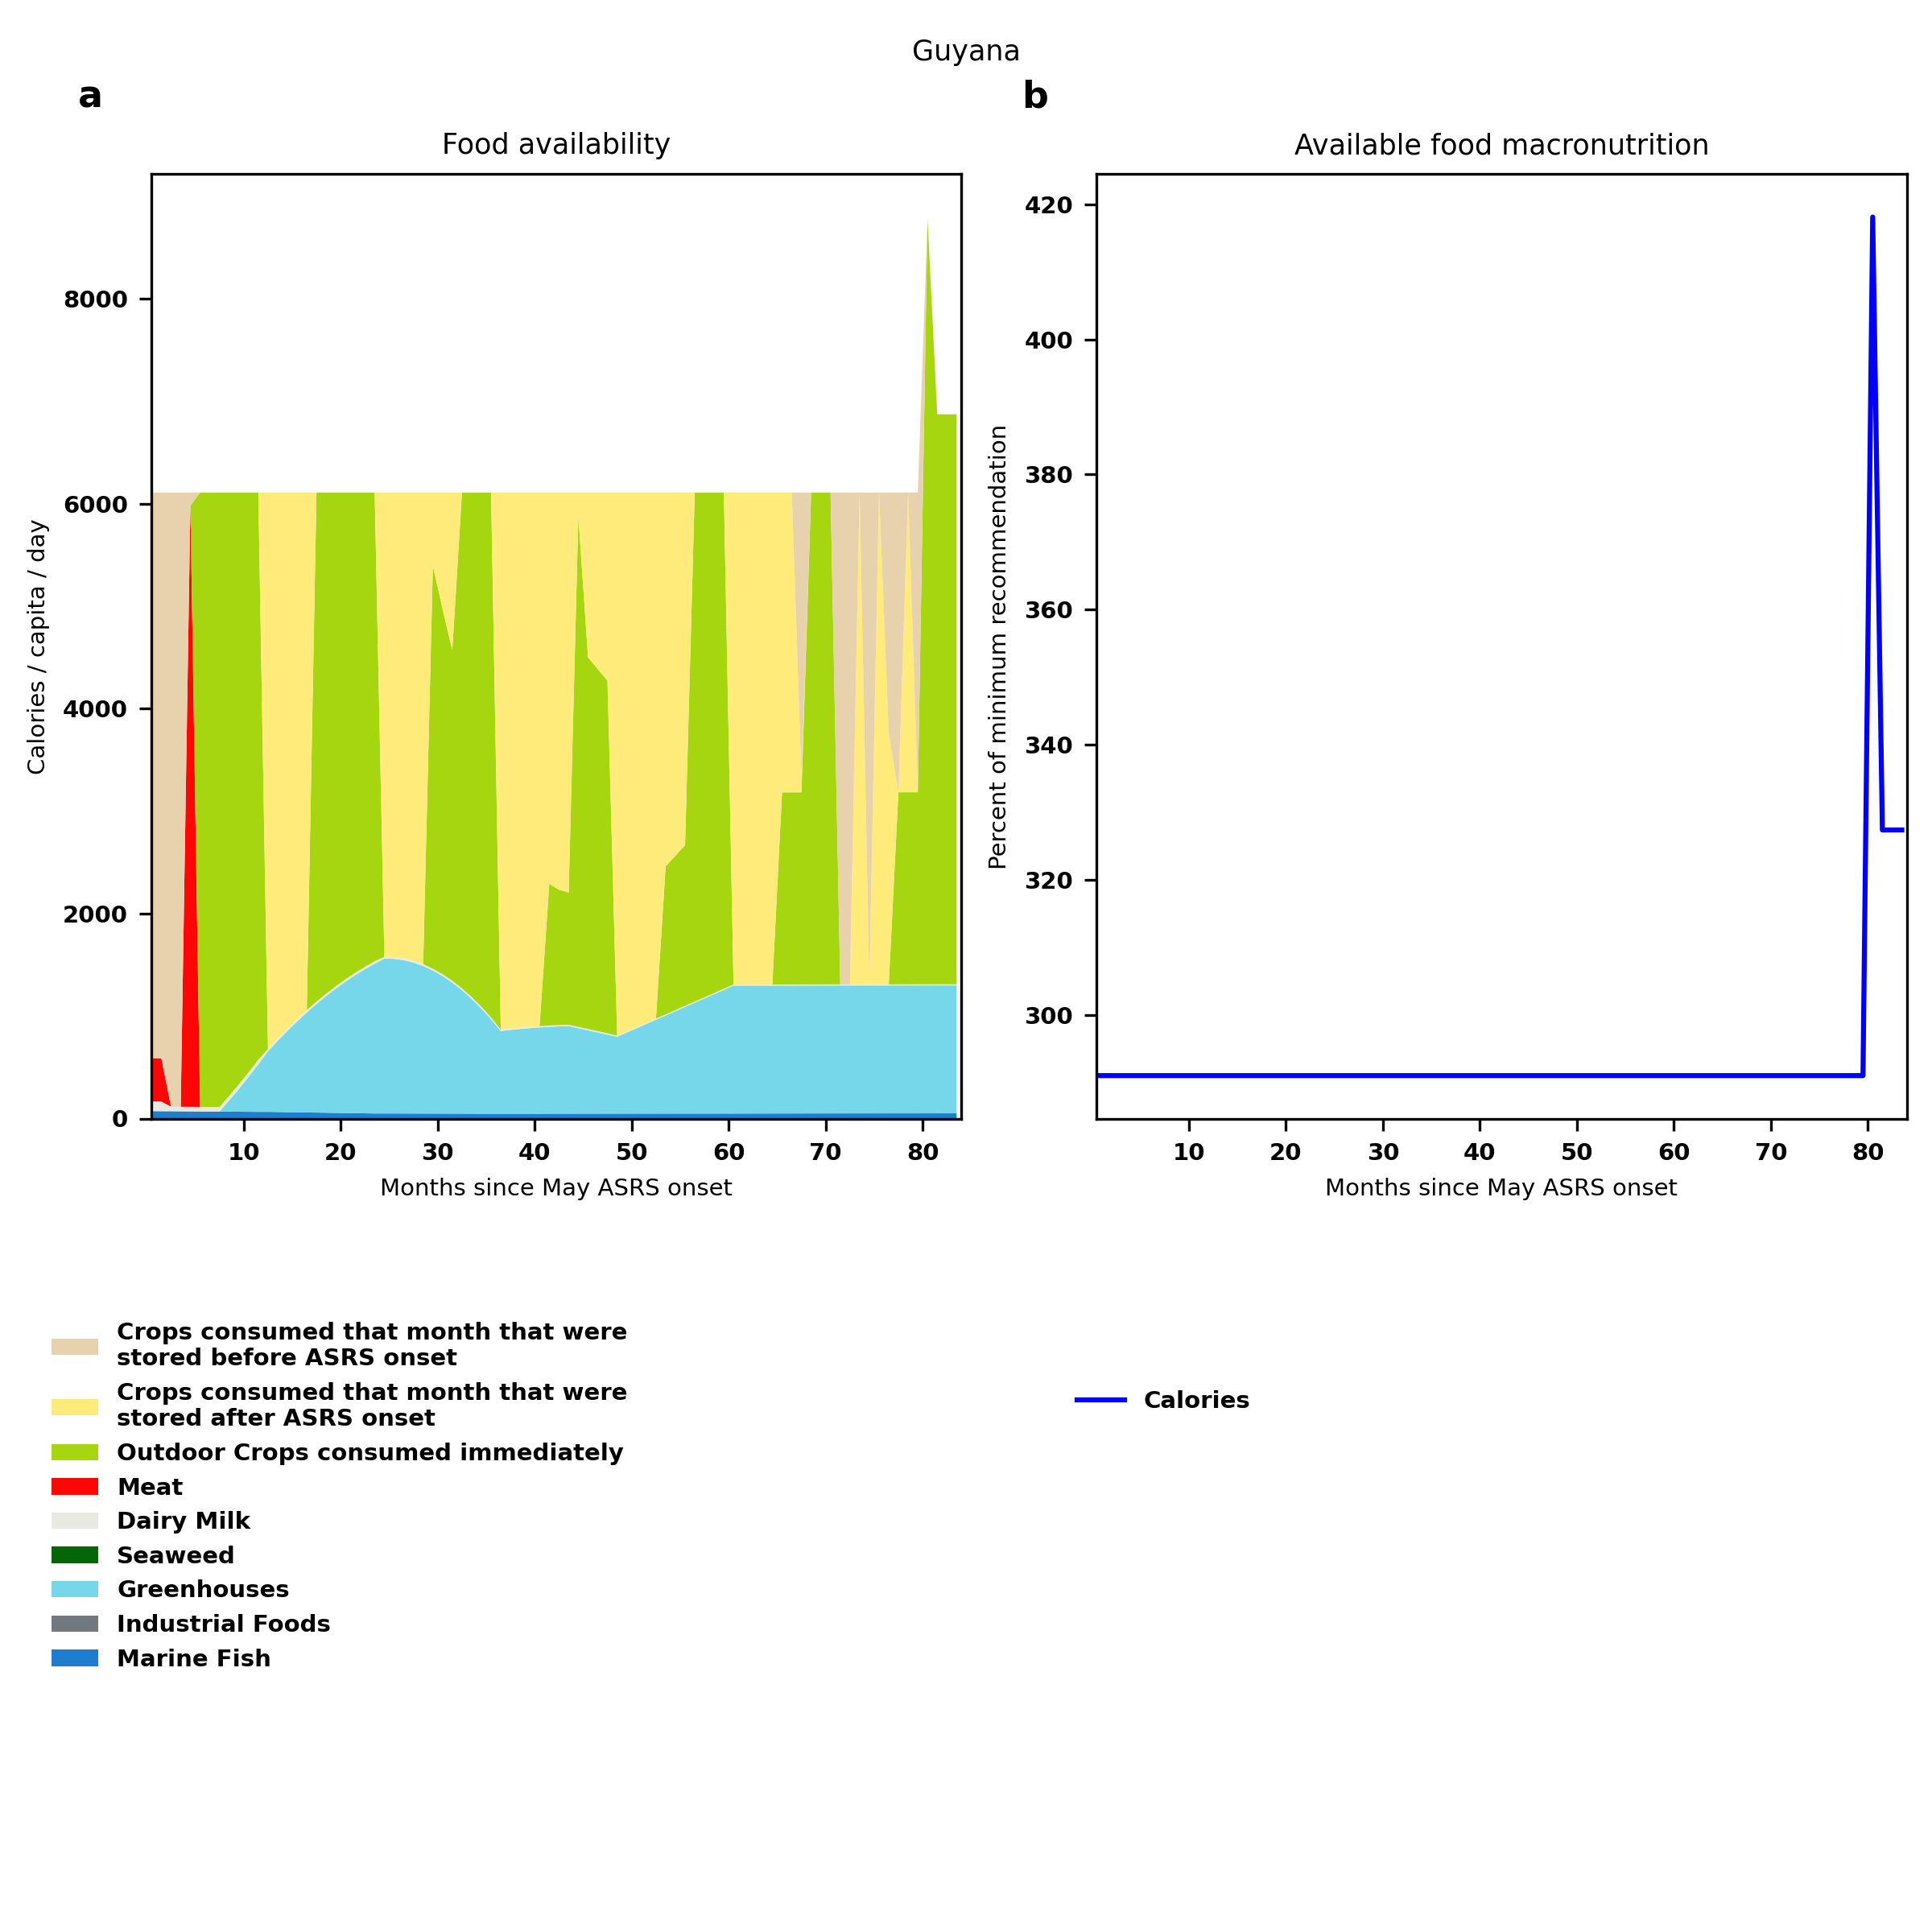 Guyana
a
Food availability
8000
6000
4000
2000
0
Calories / capita / day
10 20 30 40 50 60 70 80
Months since May ASRS onset
b
Available food macronutrition
420
400
380
360
340
320
300
Percent of minimum recommendation
10 20 30 40 50 60 70 80
Months since May ASRS onset
Crops consumed that month that were
stored before ASRS onset
Crops consumed that month that were
stored after ASRS onset
Outdoor Crops consumed immediately
Meat
Dairy Milk
Seaweed
Greenhouses
Industrial Foods
Marine Fish
Calories